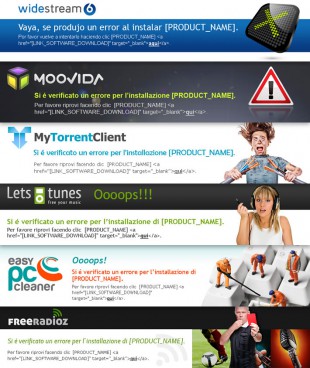 widestream 6
Vaya, se produjo un error al instalar [PRODUCT_NAME].
Por favor vuelve a intentarlo haciendo clic [PRODUCT_NAME] <a
href="[LINK_SOFTWARE_DOWNLOAD]" target="_blank">aquí</a>.
MOOVIDA
Si è verificato un errore per l'installazione [PRODUCT_NAME].
Per favore riprovi facendo clic [PRODUCT_NAME] <a
href="[LINK_SOFTWARE_DOWNLOAD]" target="_blank">qui</a>.
MyTorrentClient
Si è verificato un errore per l'installazione [PRODUCT_NAME].
Per favore riprosi facendo clic [PRODUCT_NAME] <a
href="[LINK_SOFTWARE_DOWNLOAD]" target="_blank">qui</a>.
Lets tunes
free your music
Oooops!!!
Si è verificato un errore per l'installazione di [PRODUCT_NAME].
Per favore riprovi facendo clic [PRODUCT_NAME] <a
href="[LINK_SOFTWARE_DOWNLOAD]" target="_blank">qui</a>.
easy
pc
cleaner
Oooops!
Si è verificato un errore per l'installazione di
[PRODUCT_NAME].
Per favore riprovi facendo clic [PRODUCT_NAME] <a
href="[LINK_SOFTWARE_DOWNLOAD]"
target="_blank">qui</a>.
FREERADIOZ
Si è verificato un errore per l'installazione di [PRODUCT_NAME].
Per favore riprovi facendo clic [PRODUCT_NAME] <a
href="[LINK_SOFTWARE_DOWNLOAD]" target="_blank">qui</a>.